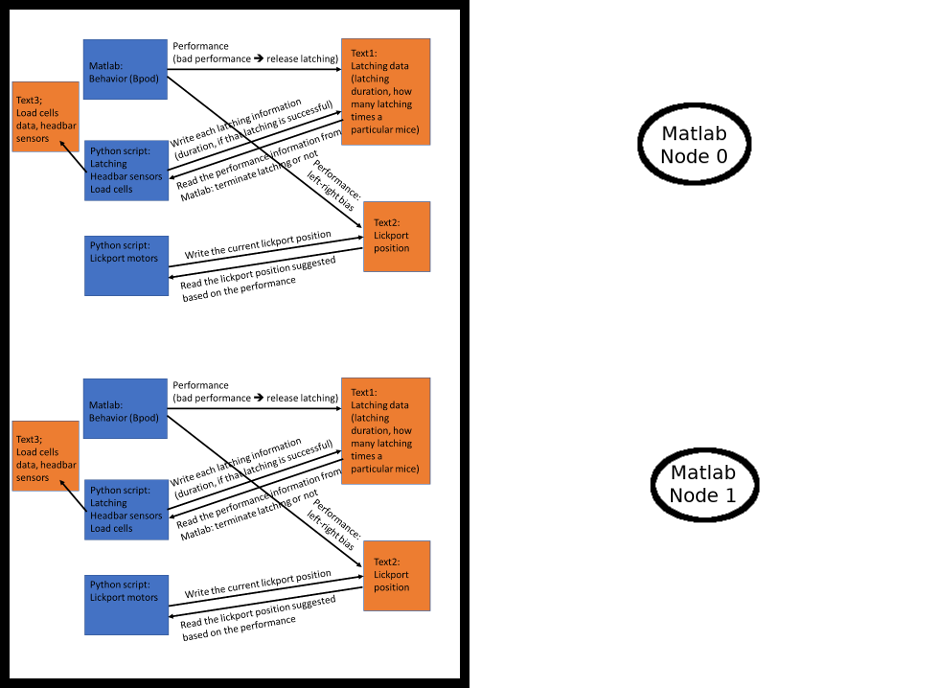 Performance
(bad performance ➔ release latching)
Matlab:
Behavior (Bpod)
Text1:
Latching data
(latching
duration, how
many latching
times a
particular mice)
Text3;
Load cells
data, headbar
sensors
Write each latching information
(duration, if that latching is successful)
Python script:
Latching
Headbar sensors
Load cells
Read the performance information from
Matlab: terminate latching or not
Performance:
left-right bias
Text2:
Lickport
position
Python script:
Lickport motors
Write the current lickport position
Read the lickport position suggested
based on the performance
Matlab
Node 0
Performance
(bad performance ➔ release latching)
Matlab:
Behavior (Bpod)
Text1:
Latching data
(latching
duration, how
many latching
times a
particular mice)
Text3;
Load cells
data, headbar
sensors
Write each latching information
(duration, if that latching is successful)
Python script:
Latching
Headbar sensors
Load cells
Read the performance information from
Matlab: terminate latching or not
Performance:
left-right bias
Text2:
Lickport
position
Python script:
Lickport motors
Write the current lickport position
Read the lickport position suggested
based on the performance
Matlab
Node 1